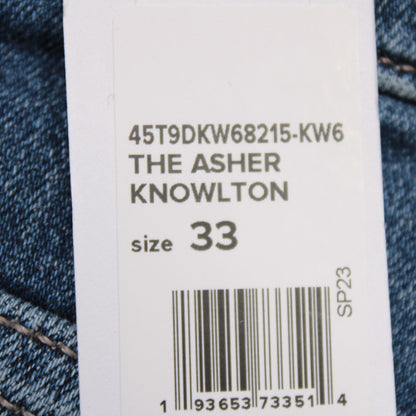 45T9DKW68215-KW6
THE ASHER
KNOWLTON
size 33
SP23
1 93653 73351 4